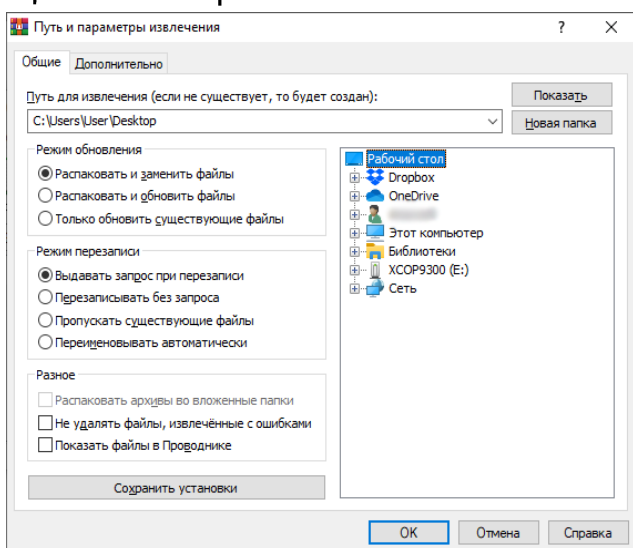 Путь и параметры извлечения
?
Общие
Дополнительно
Путь для извлечения (если не существует, то будет создан):
Показать
C:\Users\User\Desktop
Новая папка
Режим обновления
Распаковать и заменить файлы
Распаковать и обновить файлы
Только обновить существующие файлы
Режим перезаписи
Выдавать запрос при перезаписи
Перезаписывать без запроса
Пропускать существующие файлы
Переименовывать автоматически
Разное
Распаковать архивы во вложенные папки
Не удалять файлы, извлечённые с ошибками
Показать файлы в Проводнике
Сохранить установки
Рабочий стол
Dropbox
OneDrive
Этот компьютер
Библиотеки
XCOP9300 (E:)
Сеть
OK
Отмена
Справка